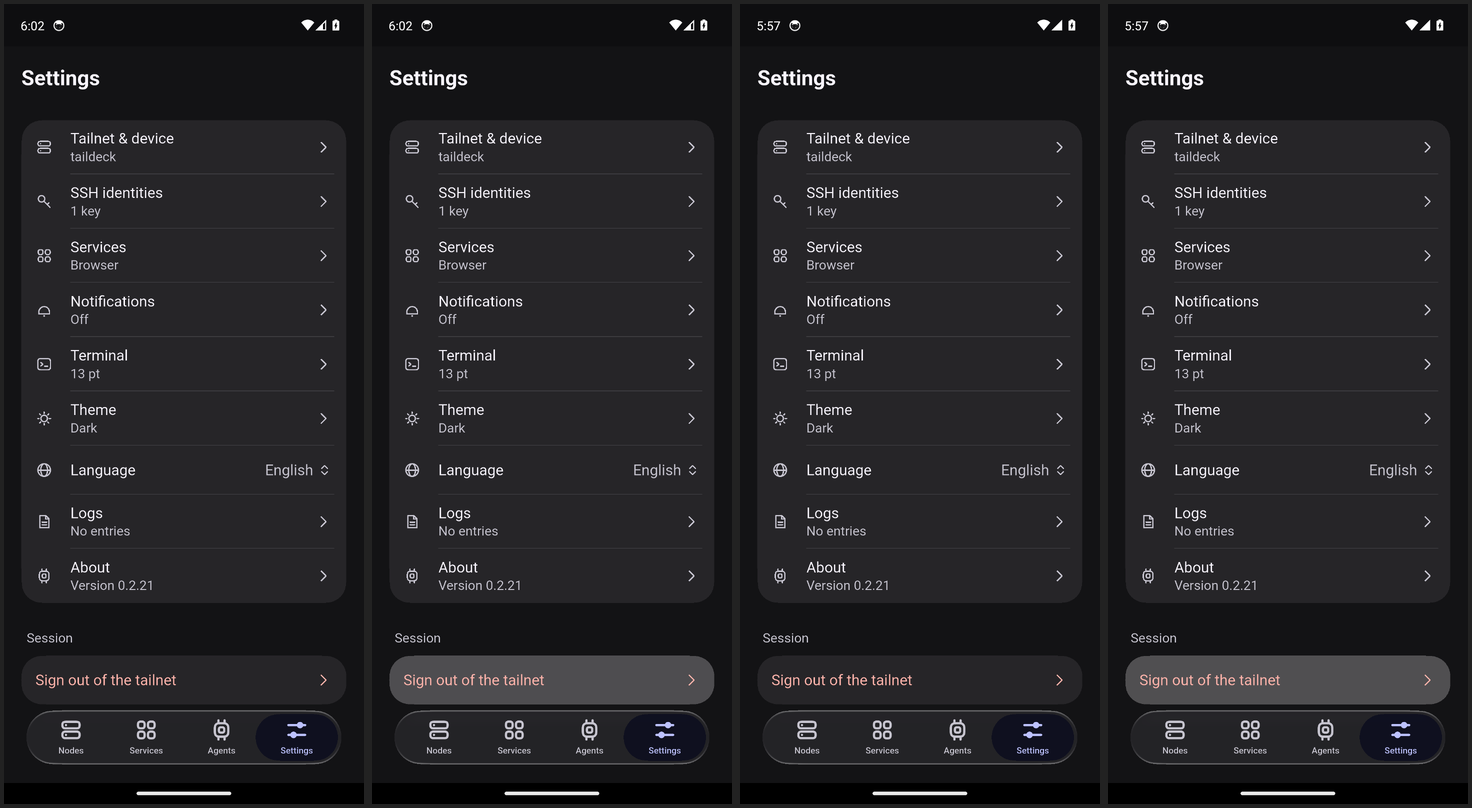 6:02
Settings
Tailnet & device
taildeck
SSH identities
1 key
Services
Browser
Notifications
Off
Terminal
13 pt
Theme
Dark
Language English
Logs
No entries
About
Version 0.2.21
Session
Sign out of the tailnet
Nodes Services Agents Settings
6:02
Settings
Tailnet & device
taildeck
SSH identities
1 key
Services
Browser
Notifications
Off
Terminal
13 pt
Theme
Dark
Language English
Logs
No entries
About
Version 0.2.21
Session
Sign out of the tailnet
Nodes Services Agents Settings
5:57
Settings
Tailnet & device
taildeck
SSH identities
1 key
Services
Browser
Notifications
Off
Terminal
13 pt
Theme
Dark
Language English
Logs
No entries
About
Version 0.2.21
Session
Sign out of the tailnet
Nodes Services Agents Settings
5:57
Settings
Tailnet & device
taildeck
SSH identities
1 key
Services
Browser
Notifications
Off
Terminal
13 pt
Theme
Dark
Language English
Logs
No entries
About
Version 0.2.21
Session
Sign out of the tailnet
Nodes Services Agents Settings